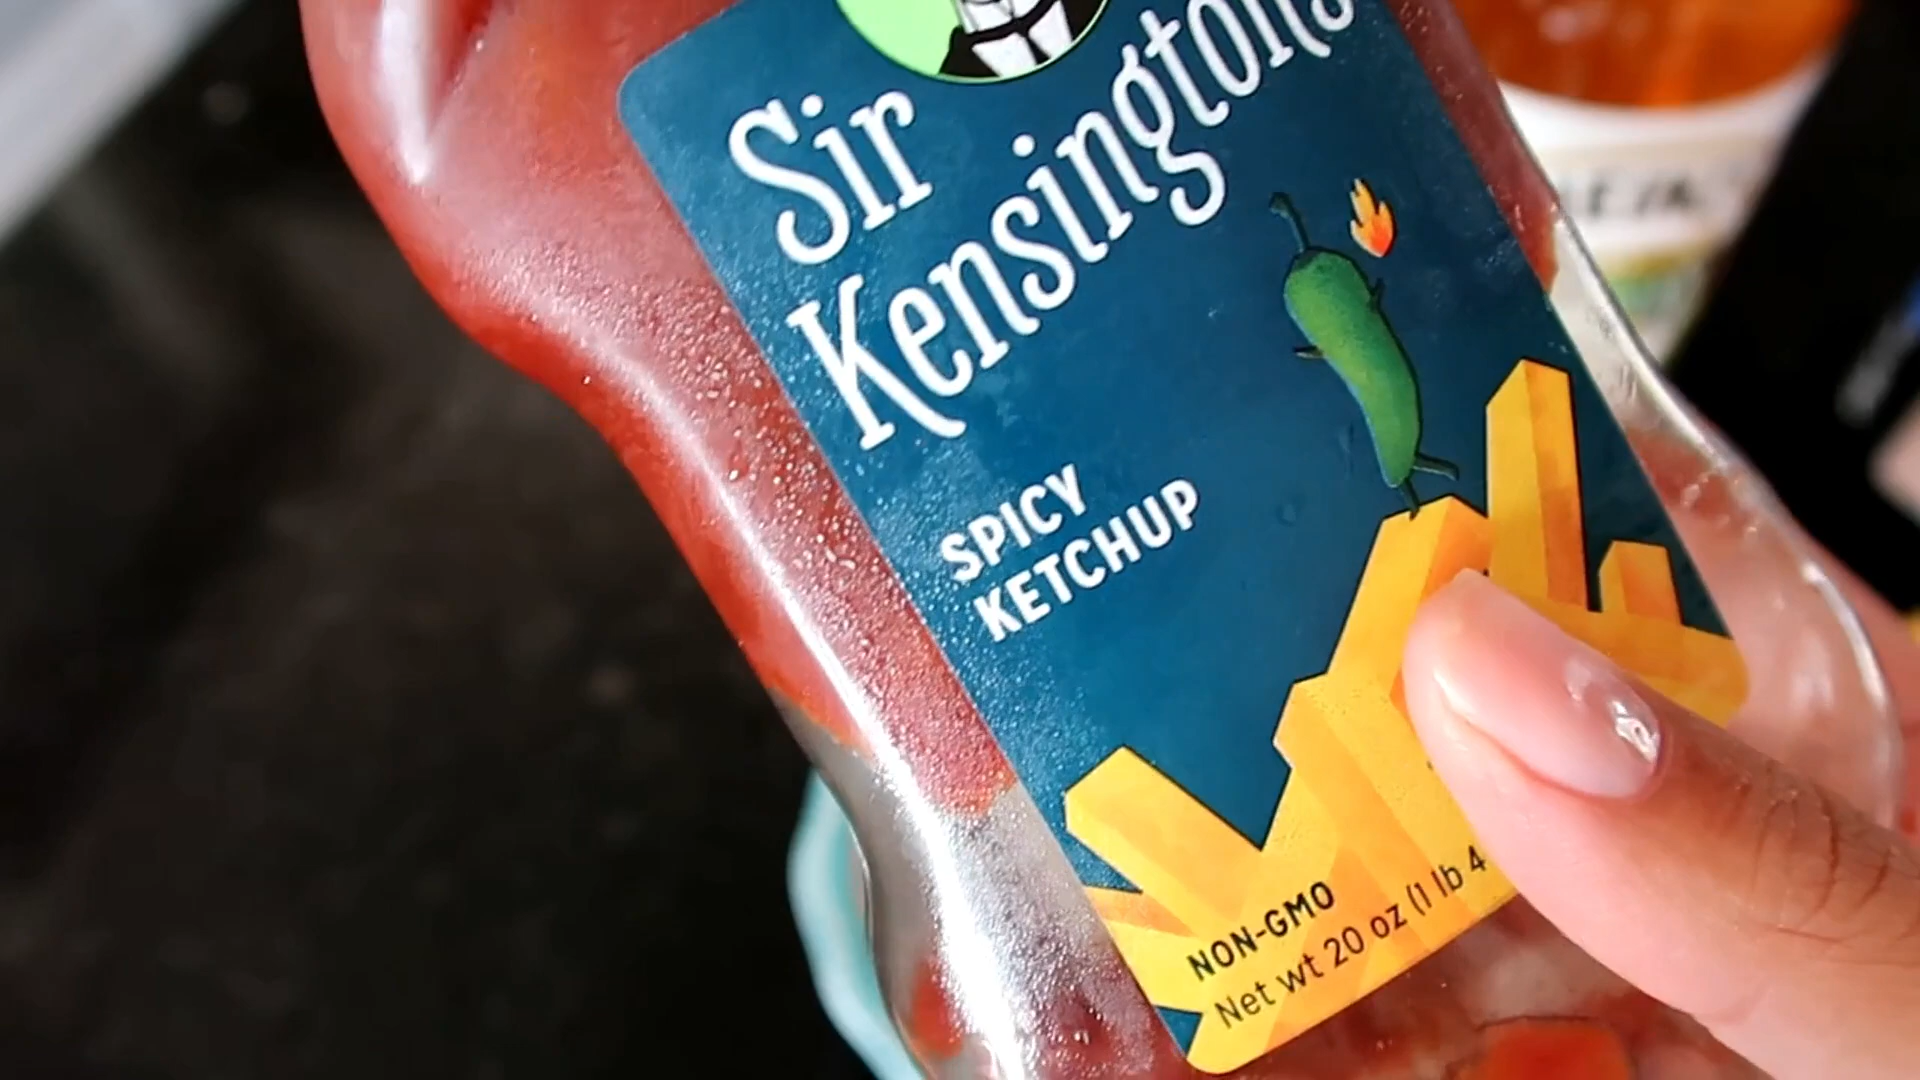 Sir
Kensington's
SPICY
KETCHUP
NON-GMO
Net wt 20 oz (1 lb 4